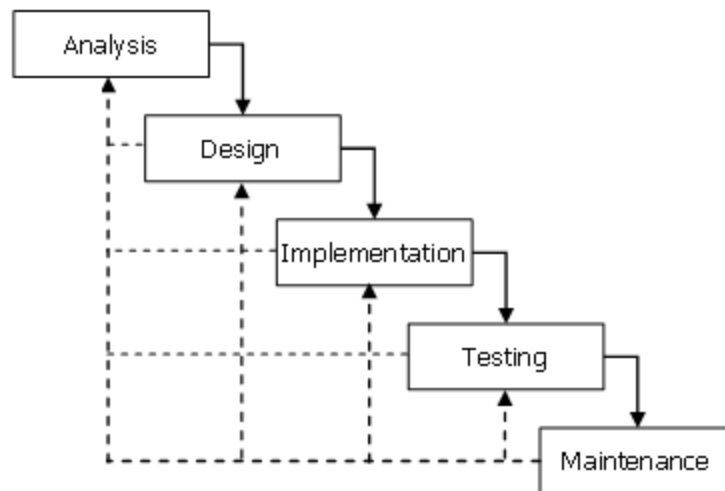 Analysis
Design
Implementation
Testing
Maintenance